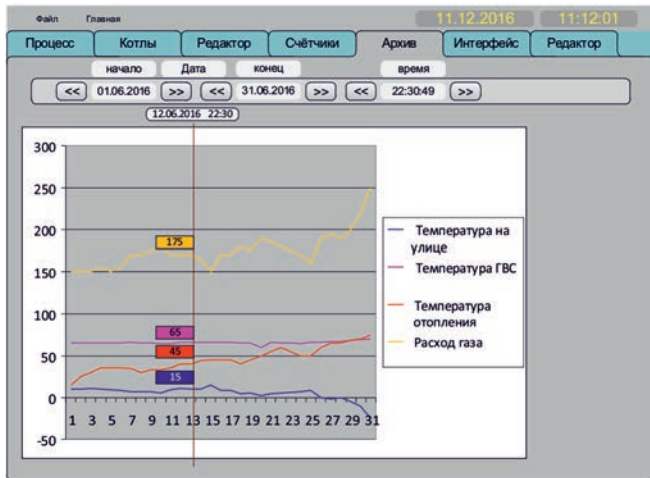 Файл Главная 11.12.2016 11:12:01
Процесс Котлы Редактор Счётчики Архив Интерфейс Редактор
начало Дата конец время
<< 01.06.2016 >> << 31.06.2016 >> << 22:30:49 >>
12.06.2016 22:30
300
250
200
150
100
50
0
-50
175
65
45
15
1 3 5 7 9 11 13 15 17 19 21 23 25 27 29 31
Температура на
улице
Температура ГВС
Температура
отопления
Расход газа